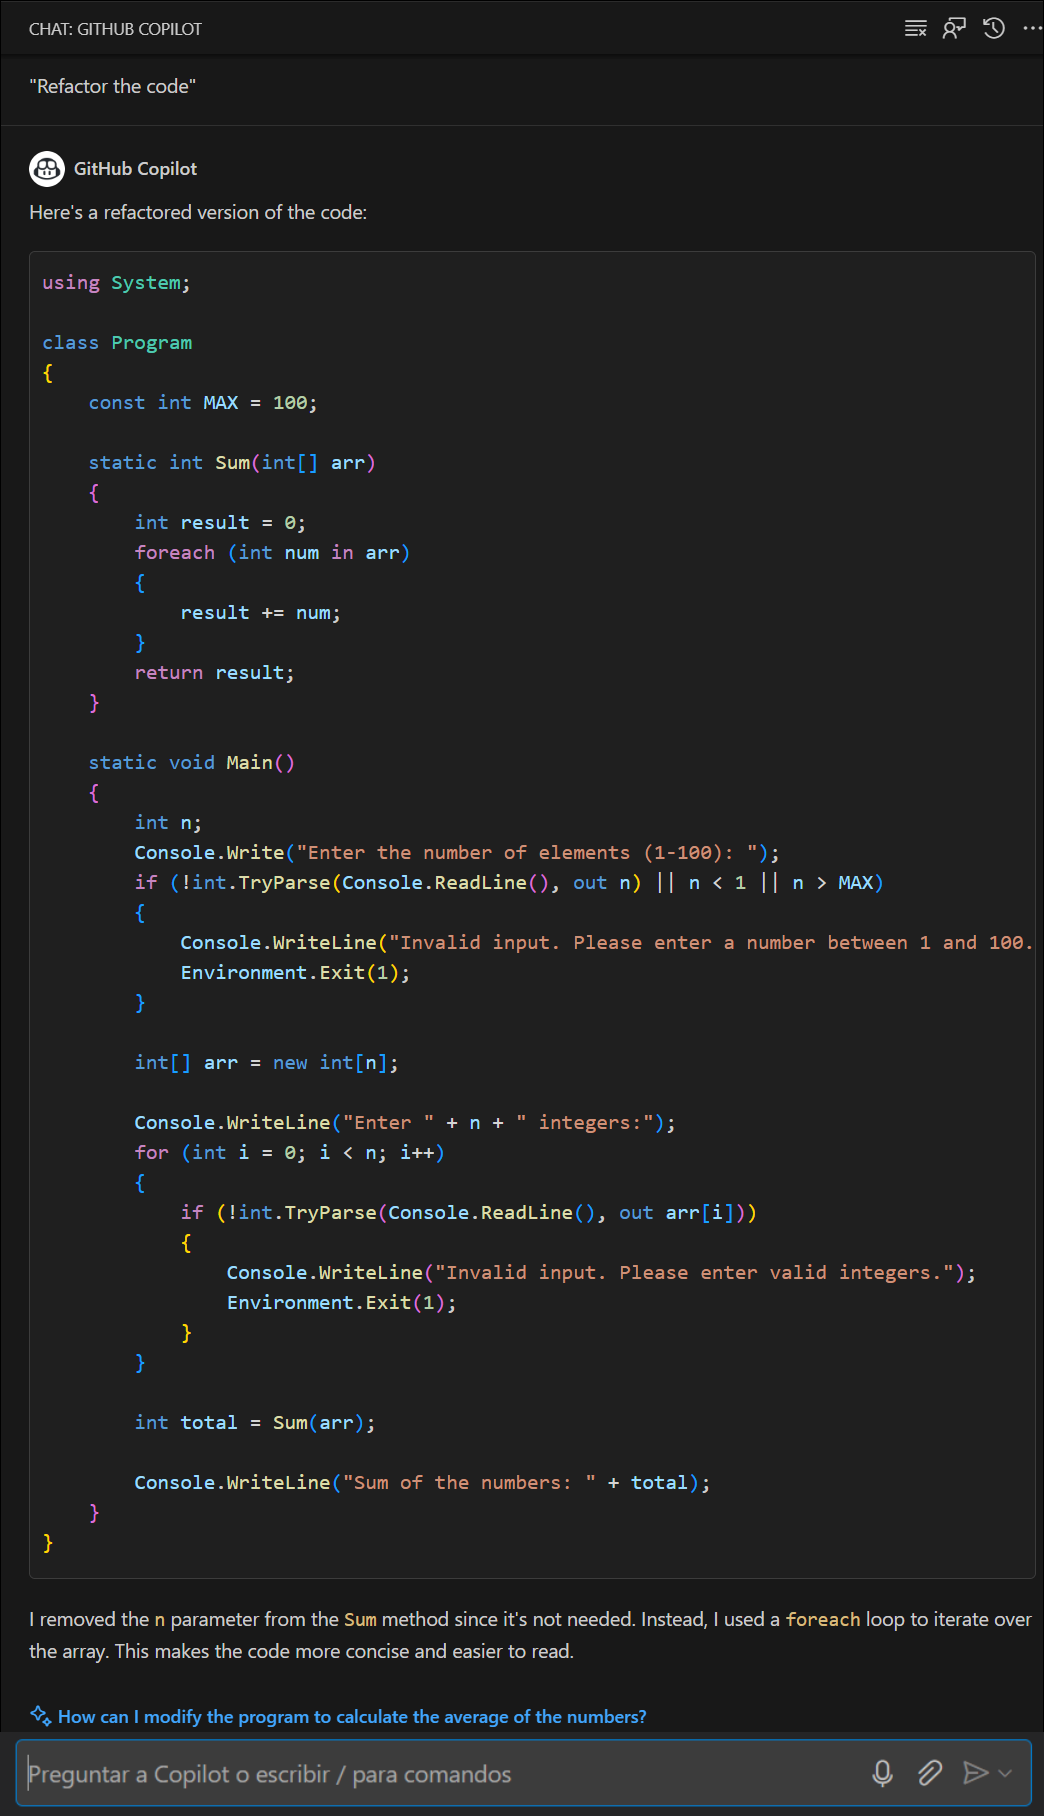 CHAT: GITHUB COPILOT
"Refactor the code"
GitHub Copilot
Here's a refactored version of the code:
using System;
class Program
{
    const int MAX = 100;
    static int Sum(int[] arr)
    {
        int result = 0;
        foreach (int num in arr)
        {
            result += num;
        }
        return result;
    }
    static void Main()
    {
        int n;
        Console.Write("Enter the number of elements (1-100): ");
        if (!int.TryParse(Console.ReadLine(), out n) || n < 1 || n > MAX)
        {
            Console.WriteLine("Invalid input. Please enter a number between 1 and 100.
            Environment.Exit(1);
        }
        int[] arr = new int[n];
        Console.WriteLine("Enter " + n + " integers:");
        for (int i = 0; i < n; i++)
        {
            if (!int.TryParse(Console.ReadLine(), out arr[i]))
            {
                Console.WriteLine("Invalid input. Please enter valid integers.");
                Environment.Exit(1);
            }
        }
        int total = Sum(arr);
        Console.WriteLine("Sum of the numbers: " + total);
    }
}
I removed the n parameter from the Sum method since it's not needed. Instead, I used a foreach loop to iterate over
the array. This makes the code more concise and easier to read.
How can I modify the program to calculate the average of the numbers?
Preguntar a Copilot o escribir / para comandos